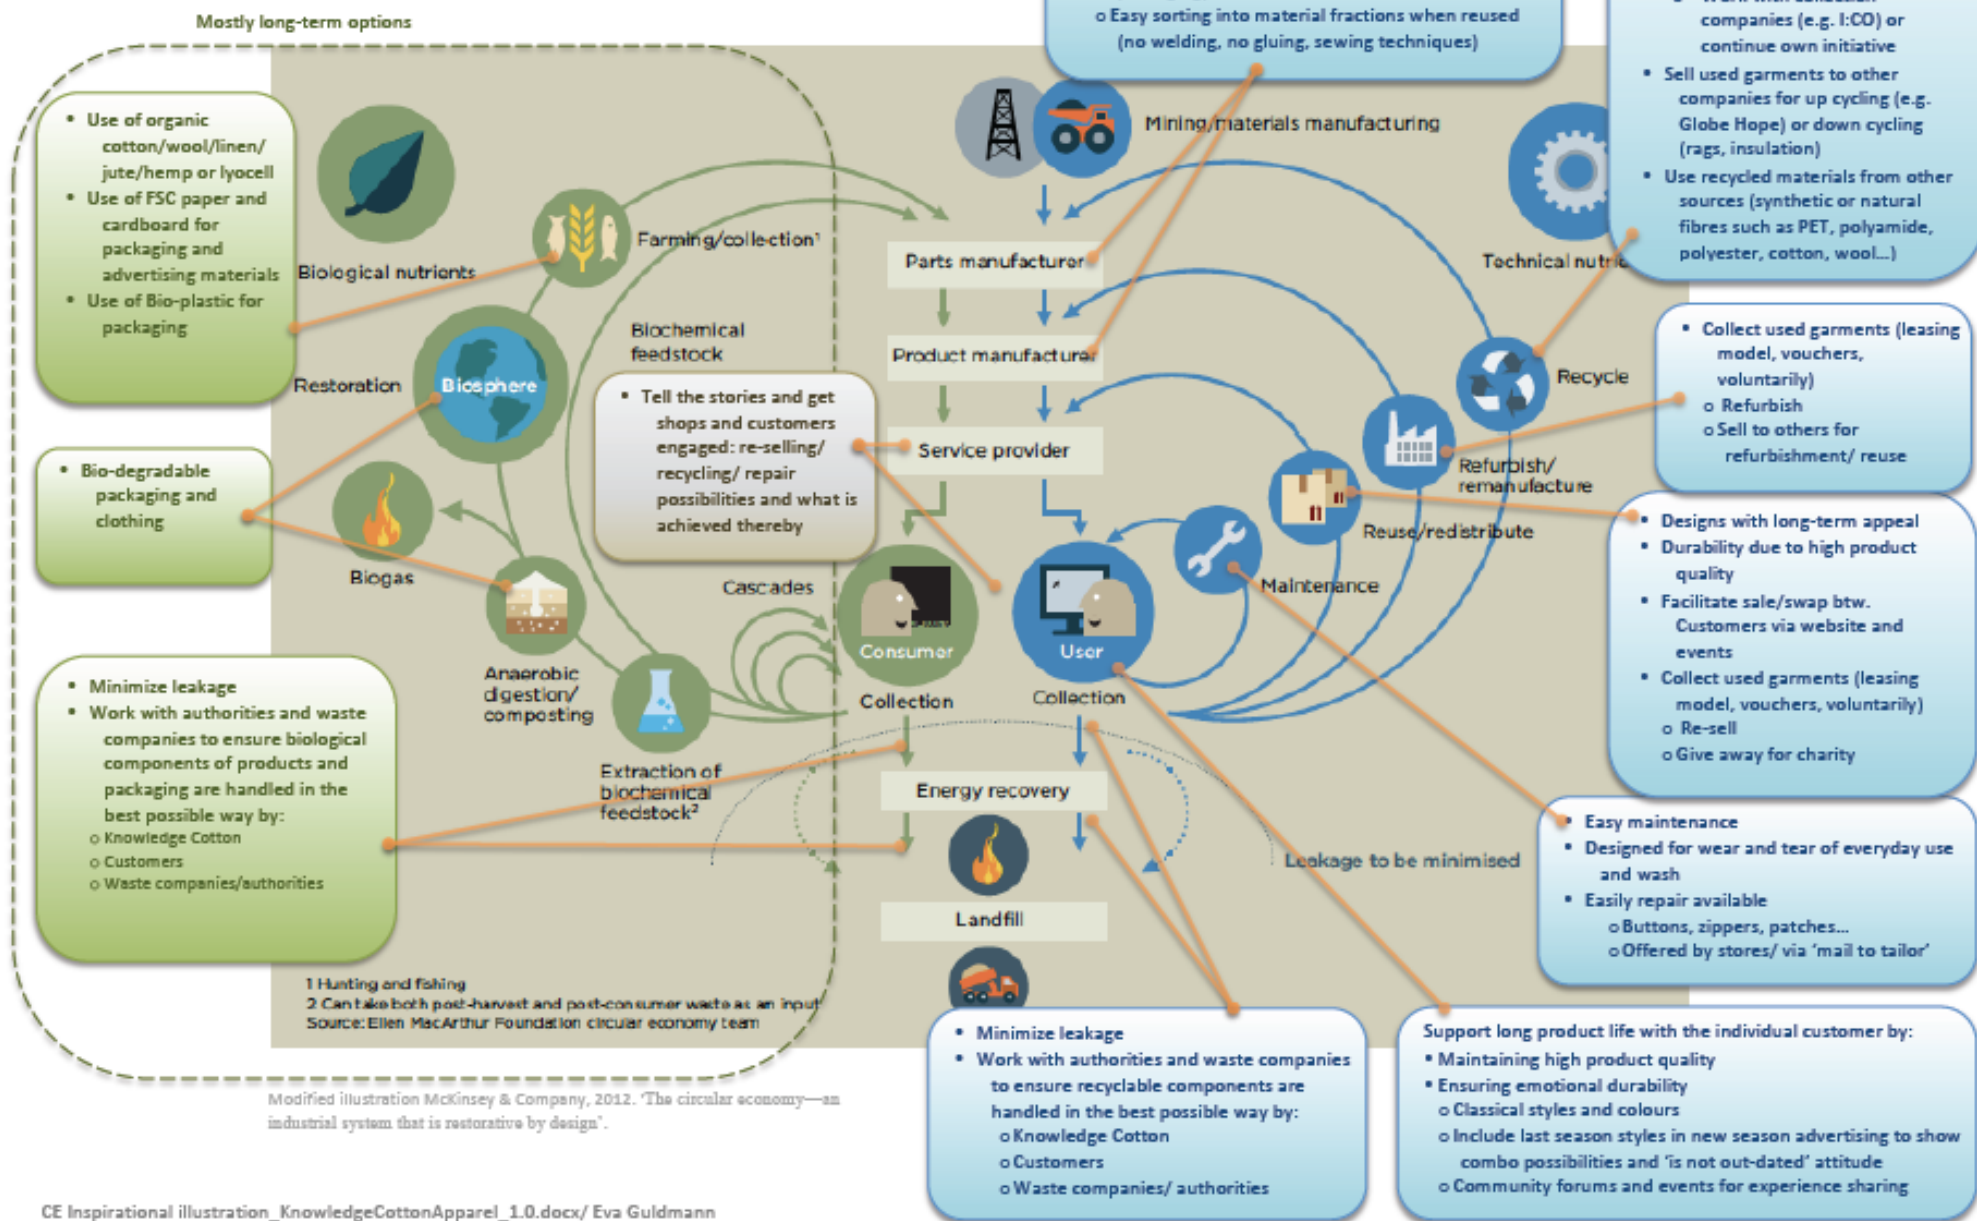 Mostly long-term options
o Easy sorting into material fractions when reused
(no welding, no gluing, sewing techniques)
companies (e.g. I:CO) or
continue own initiative
▪ Sell used garments to other
companies for up cycling (e.g.
Globe Hope) or down cycling
(rags, insulation)
▪ Use recycled materials from other
sources (synthetic or natural
fibres such as PET, polyamide,
polyester, cotton, wool…)
▪ Use of organic
cotton/wool/linen/
jute/hemp or lyocell
▪ Use of FSC paper and
cardboard for
packaging and
advertising materials
▪ Use of Bio-plastic for
packaging
Biological nutrients
Farming/collection¹
Mining/materials manufacturing
Technical
Parts manufacturer
Product manufacturer
Service provider
Biochemical
feedstock
Restoration
Biosphere
▪ Tell the stories and get
shops and customers
engaged: re-selling/
recycling/ repair
possibilities and what is
achieved thereby
Recycle
Refurbish/
remanufacture
Reuse/redistribute
Maintenance
▪ Collect used garments (leasing
model, vouchers,
voluntarily)
o Refurbish
o Sell to others for
refurbishment/ reuse
▪ Bio-degradable
packaging and
clothing
Biogas
Cascades
Anaerobic
digestion/
composting
Extraction of
biochemical
feedstock²
Consumer
User
Collection
Collection
▪ Designs with long-term appeal
▪ Durability due to high product
quality
▪ Facilitate sale/swap btw.
Customers via website and
events
▪ Collect used garments (leasing
model, vouchers, voluntarily)
o Re-sell
o Give away for charity
▪ Minimize leakage
▪ Work with authorities and waste
companies to ensure biological
components of products and
packaging are handled in the
best possible way by:
o Knowledge Cotton
o Customers
o Waste companies/authorities
Energy recovery
Leakage to be minimised
Landfill
▪ Easy maintenance
▪ Designed for wear and tear of everyday use
and wash
▪ Easily repair available
o Buttons, zippers, patches…
o Offered by stores/ via ‘mail to tailor’
1 Hunting and fishing
2 Can take both post-harvest and post-consumer waste as an input
Source: Ellen MacArthur Foundation circular economy team
▪ Minimize leakage
▪ Work with authorities and waste companies
to ensure recyclable components are
handled in the best possible way by:
o Knowledge Cotton
o Customers
o Waste companies/ authorities
Support long product life with the individual customer by:
▪ Maintaining high product quality
▪ Ensuring emotional durability
o Classical styles and colours
o Include last season styles in new season advertising to show
combo possibilities and ‘is not out-dated’ attitude
o Community forums and events for experience sharing
Modified illustration McKinsey & Company, 2012. ‘The circular economy—an
industrial system that is restorative by design’.
CE Inspirational illustration_KnowledgeCottonApparel_1.0.docx/ Eva Guldmann